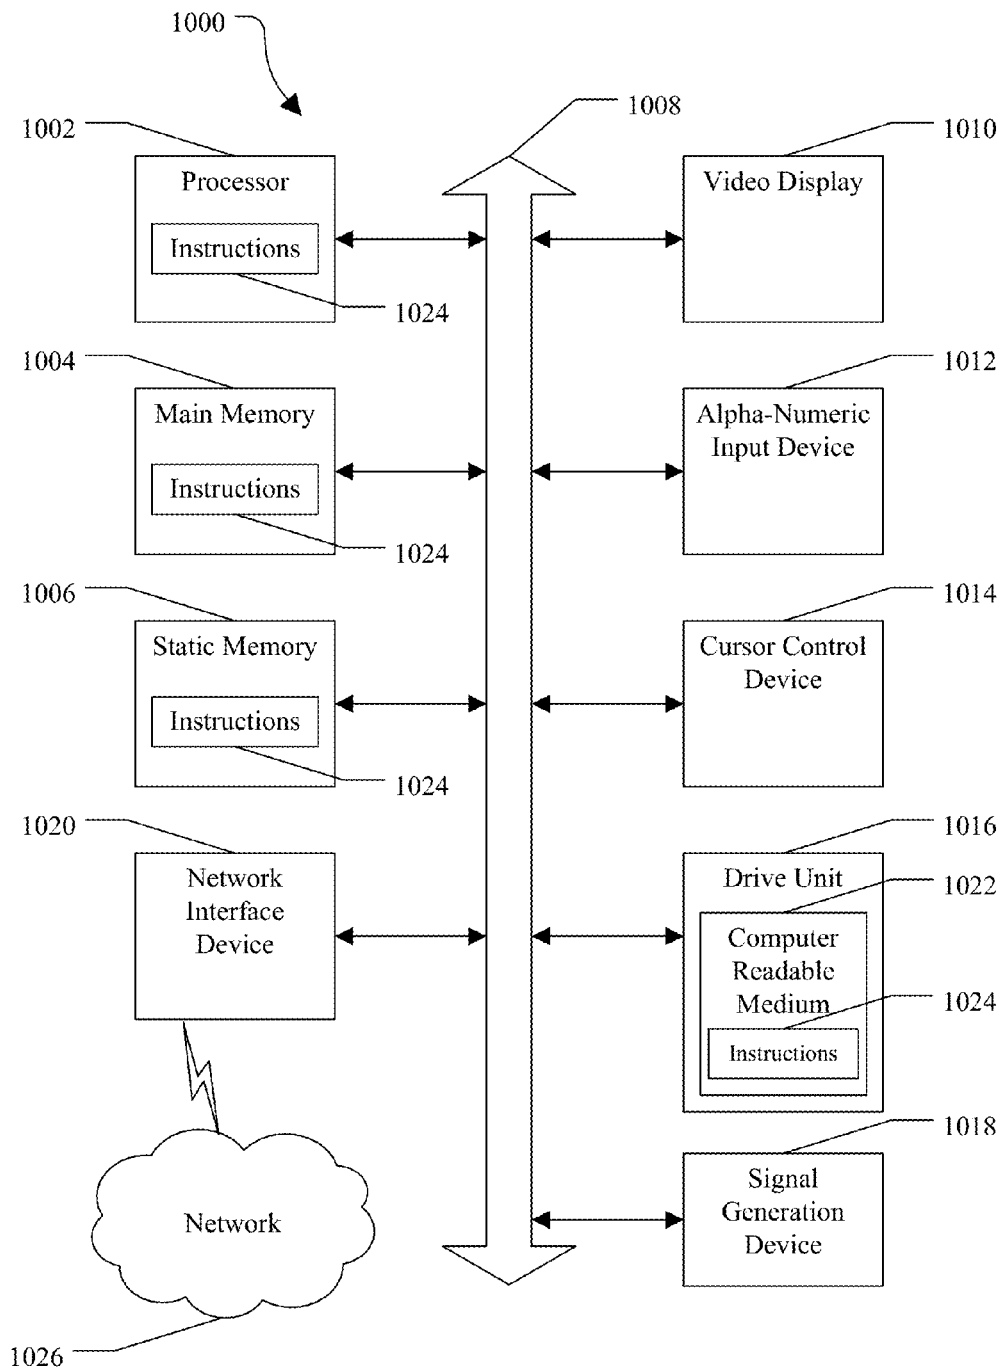 1000
1008
1002
Processor
Instructions
1024
1010
Video Display
1004
Main Memory
Instructions
1024
1012
Alpha-Numeric
Input Device
1006
Static Memory
Instructions
1024
1014
Cursor Control
Device
1020
Network
Interface
Device
1016
Drive Unit
1022
Computer
Readable
Medium
1024
Instructions
1018
Signal
Generation
Device
Network
1026